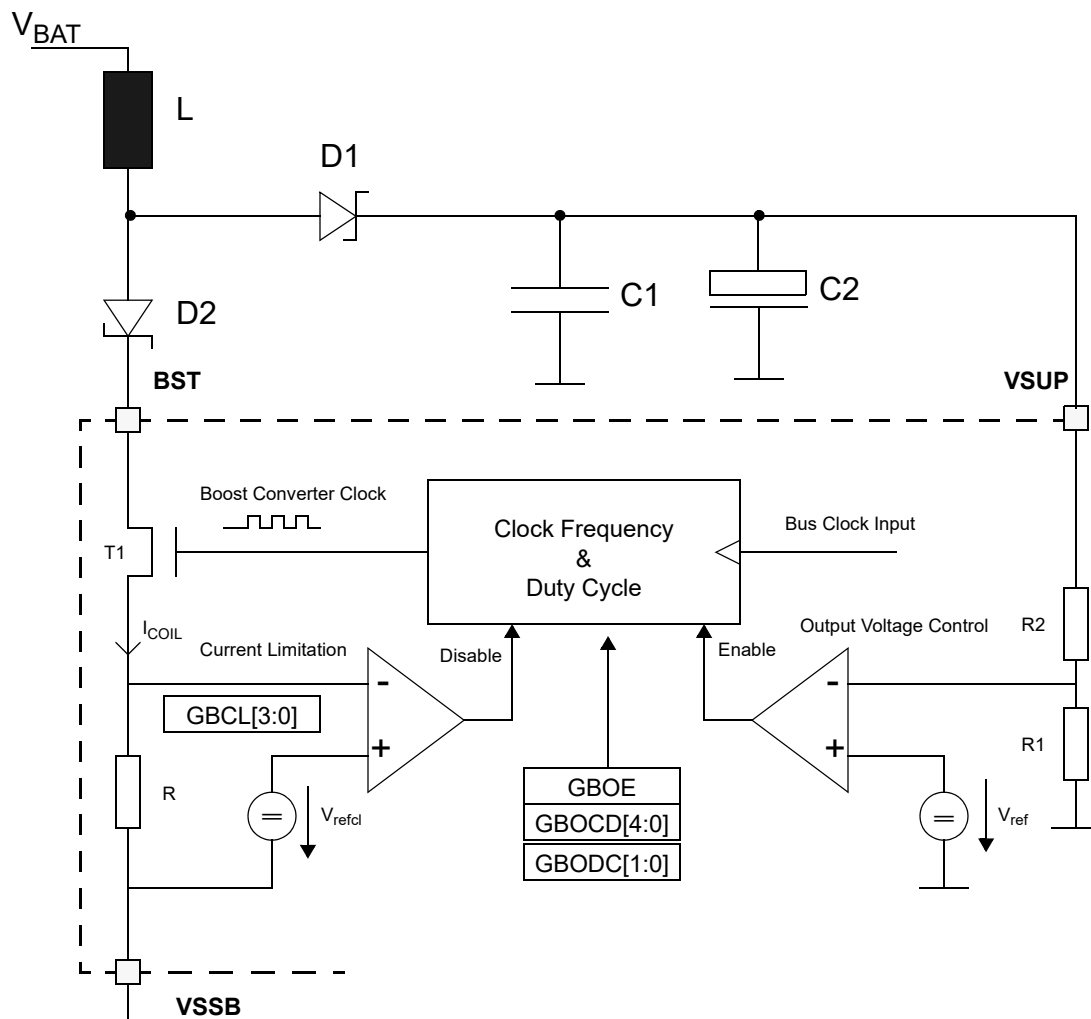 VBAT
L
D1
D2
C1
C2
BST
VSUP
Boost Converter Clock
Clock Frequency
&
Duty Cycle
Bus Clock Input
T1
ICOIL
Current Limitation
Disable
Enable
Output Voltage Control
R2
-
-
GBCL[3:0]
+
+
R1
R
=
Vrefcl
GBOE
GBOCD[4:0]
GBODC[1:0]
=
Vref
VSSB